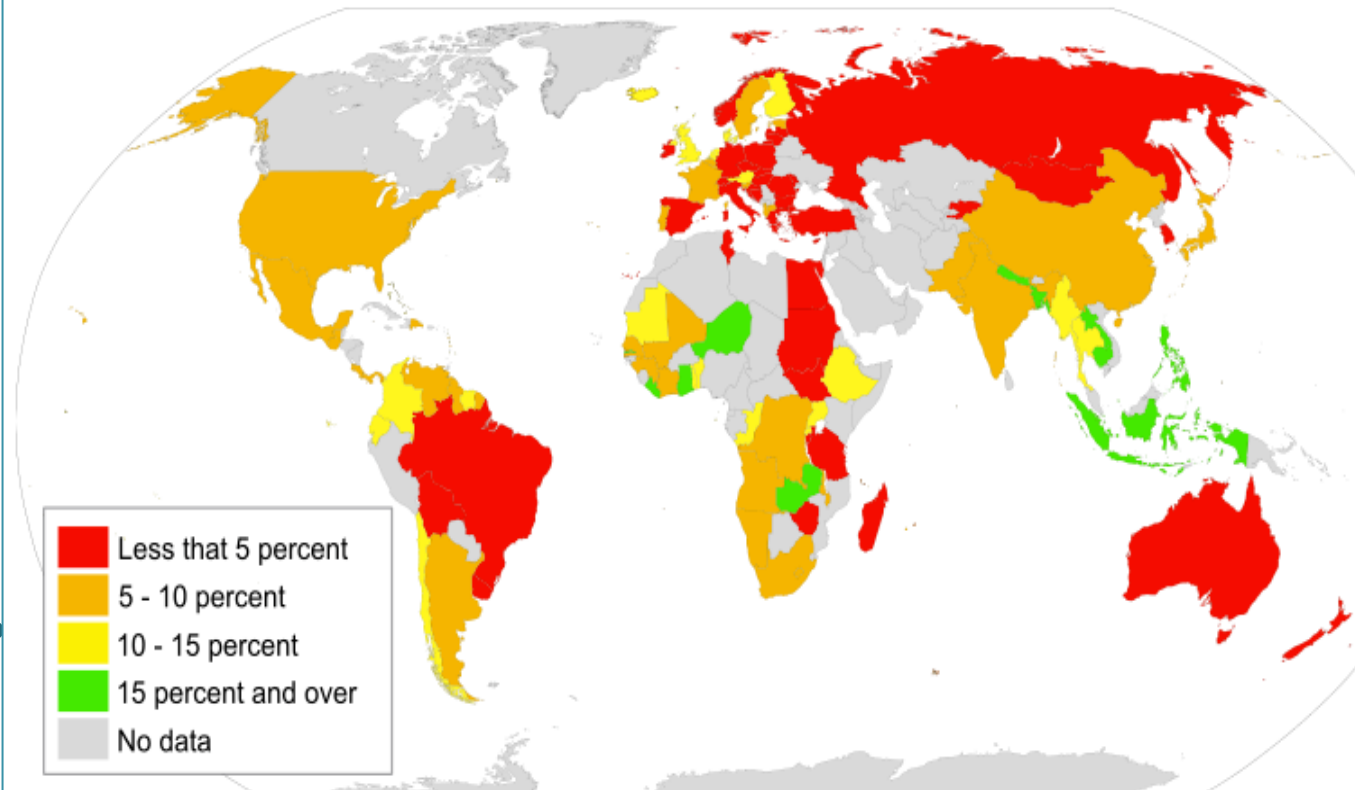 Less that 5 percent
5 - 10 percent
10 - 15 percent
15 percent and over
No data